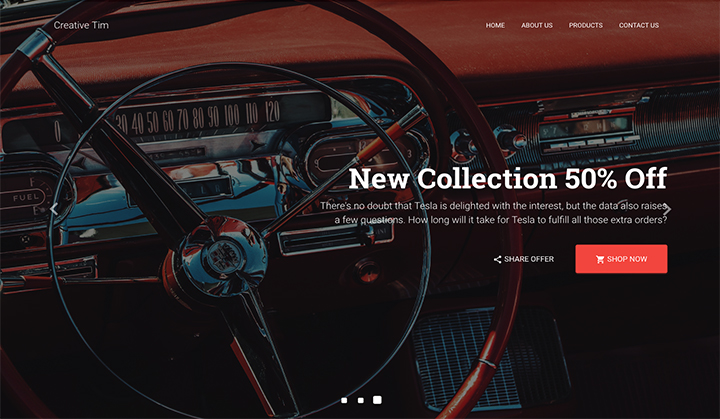 Creative Tim
HOME ABOUT US PRODUCTS CONTACT US
0 30 40 50 60 70 80 90 100 110 120
FUEL
New Collection 50% Off
There's no doubt that Tesla is delighted with the interest, but the data also raises
a few questions. How long will it take for Tesla to fulfill all those extra orders?
SHARE OFFER SHOP NOW